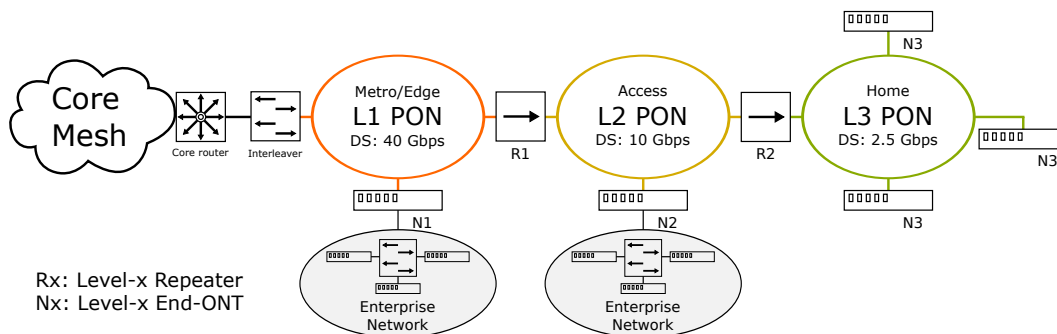 Core
Mesh
Core router
Interleaver
Metro/Edge
L1 PON
DS: 40 Gbps
R1
Access
L2 PON
DS: 10 Gbps
R2
Home
L3 PON
DS: 2.5 Gbps
N3
N3
N3
N1
N2
Enterprise
Network
Enterprise
Network
Rx: Level-x Repeater
Nx: Level-x End-ONT